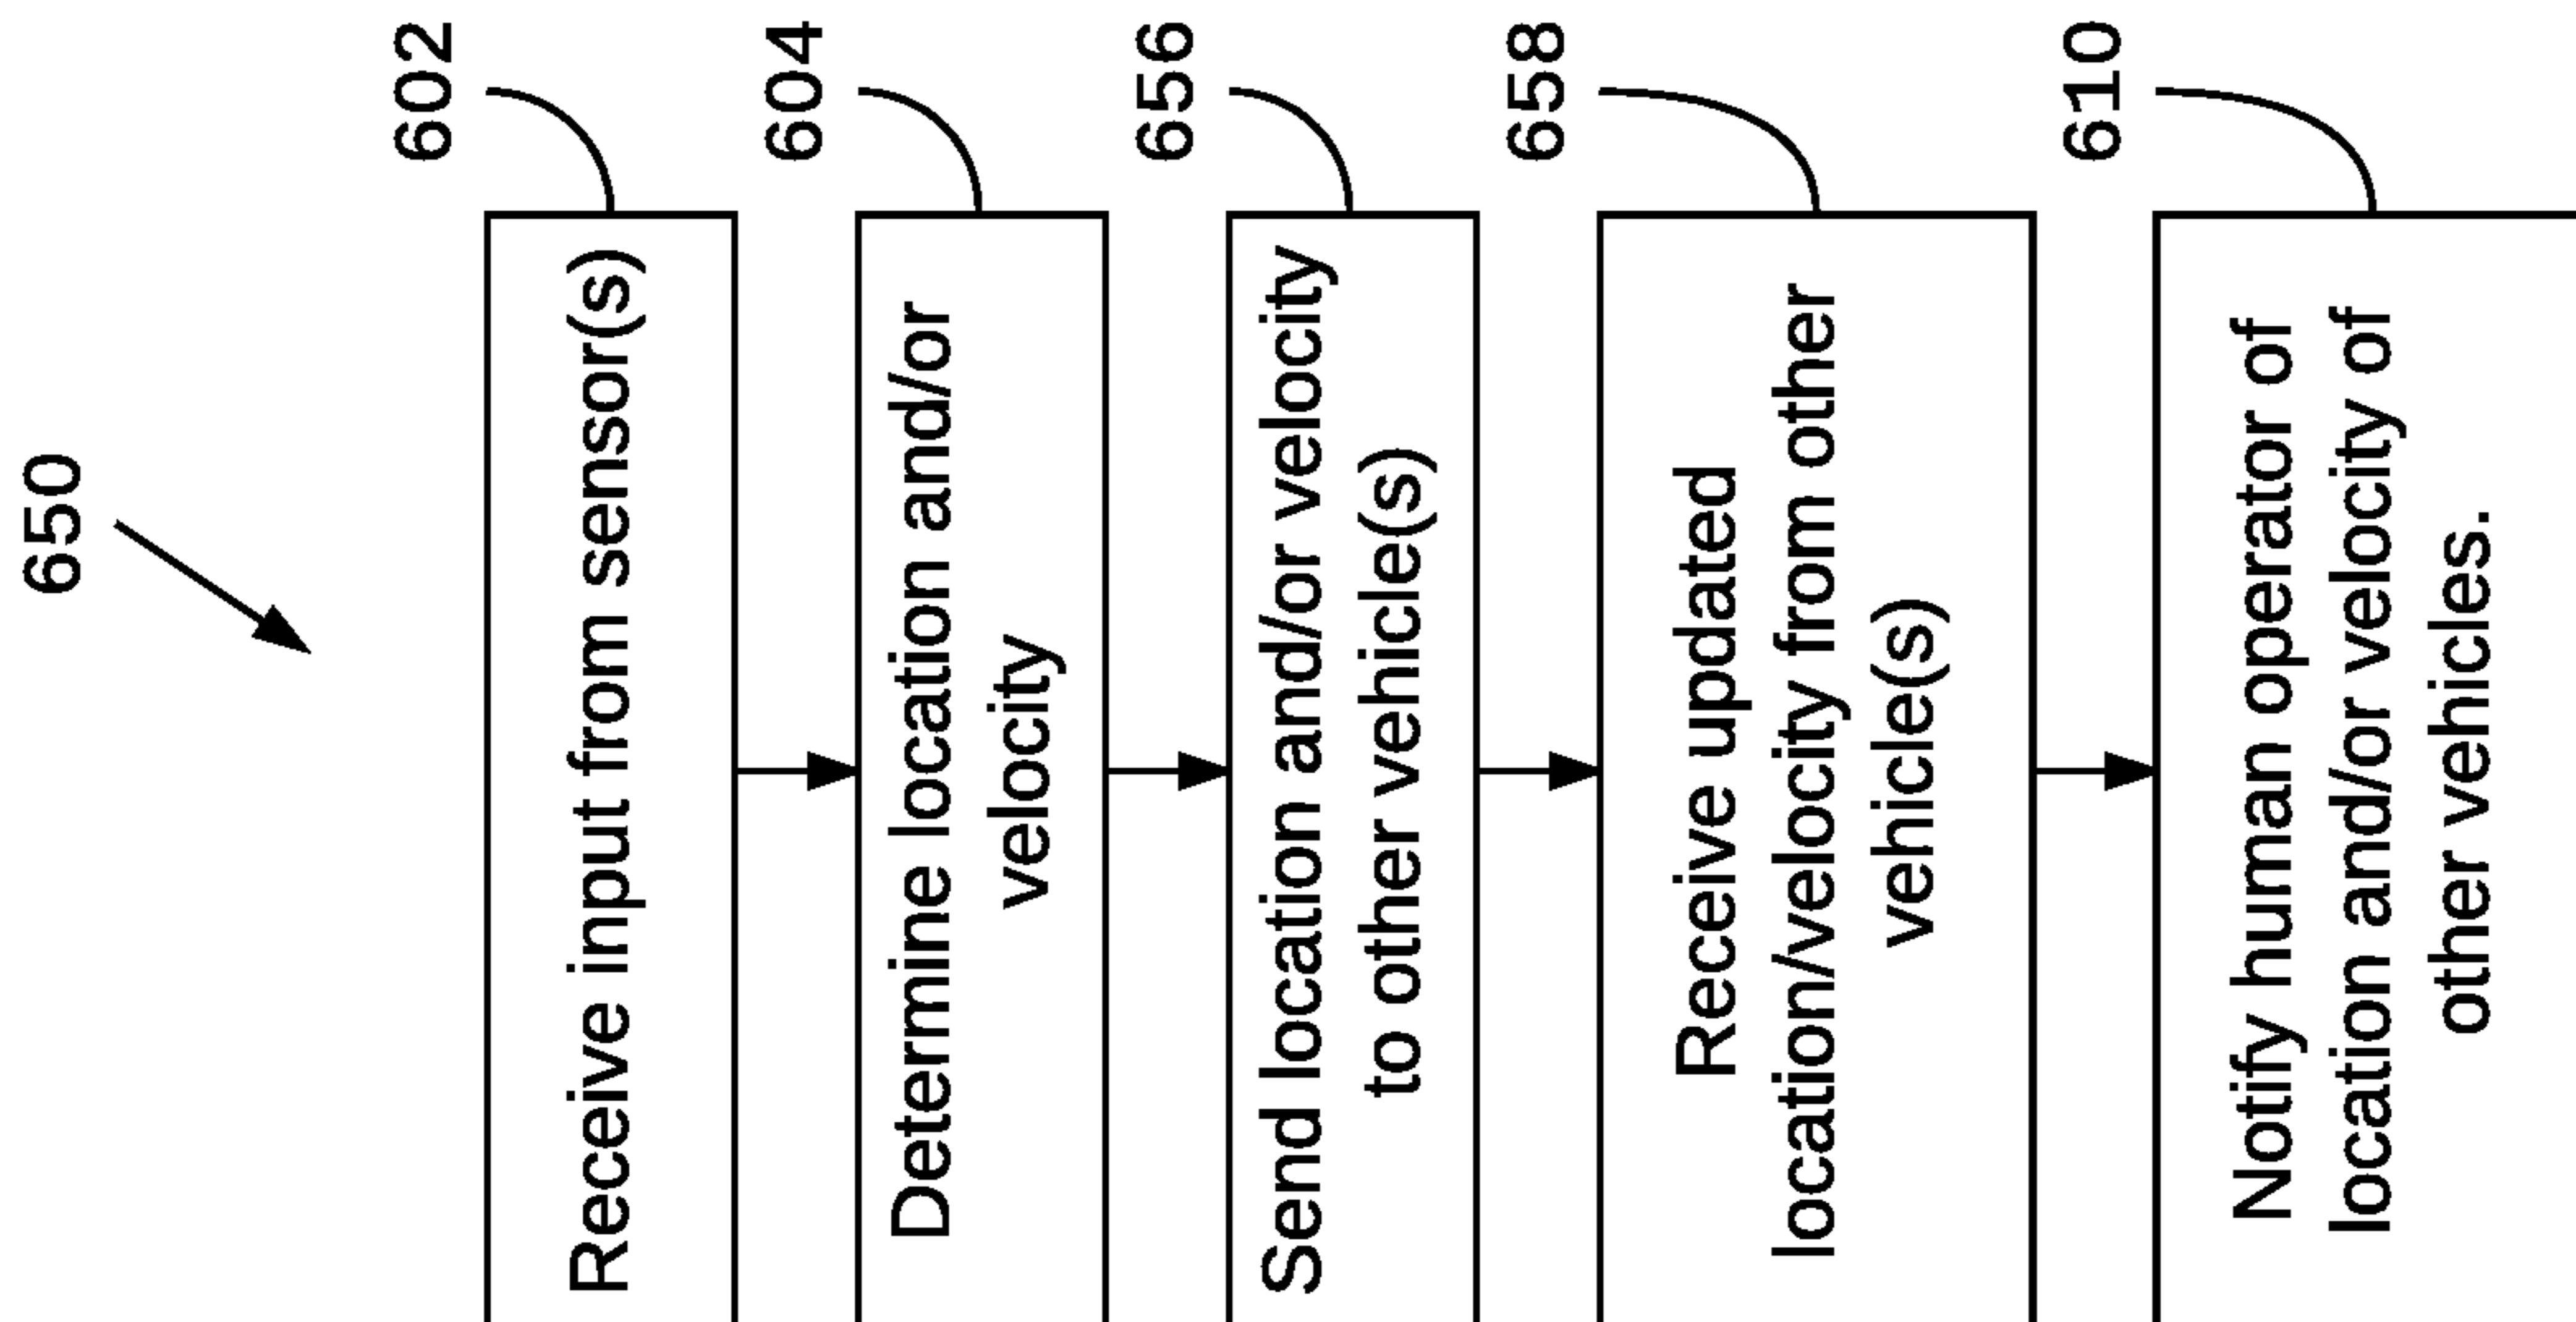 650
602
Receive input from sensor(s)
604
Determine location and/or
velocity
656
Send location and/or velocity
to other vehicle(s)
658
Receive updated
location/velocity from other
vehicle(s)
610
Notify human operator of
location and/or velocity of
other vehicles.